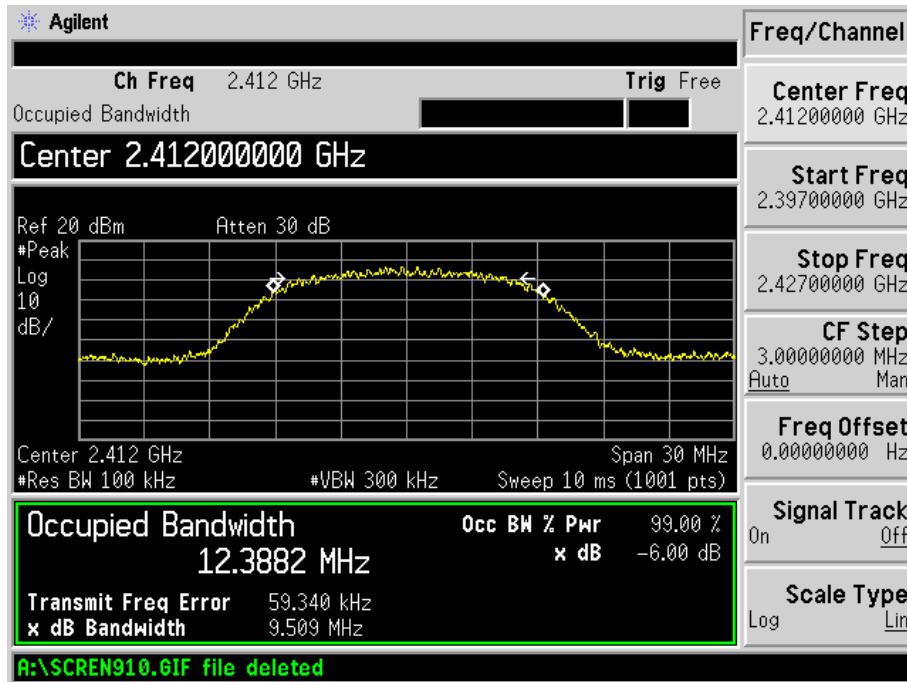 Agilent
Freq/Channel
Ch Freq 2.412 GHz Trig Free
Occupied Bandwidth
Center 2.412000000 GHz
Ref 20 dBm Atten 30 dB
#Peak
Log
10
dB/
Center 2.412 GHz Span 30 MHz
#Res BW 100 kHz #VBW 300 kHz Sweep 10 ms (1001 pts)
Occupied Bandwidth
12.3882 MHz
Occ BW % Pwr 99.00 %
x dB -6.00 dB
Transmit Freq Error 59.340 kHz
x dB Bandwidth 9.509 MHz
A:\SCREN910.GIF file deleted
Center Freq
2.41200000 GHz
Start Freq
2.39700000 GHz
Stop Freq
2.42700000 GHz
CF Step
3.00000000 MHz
Auto Man
Freq Offset
0.00000000 Hz
Signal Track
On Off
Scale Type
Log Lin